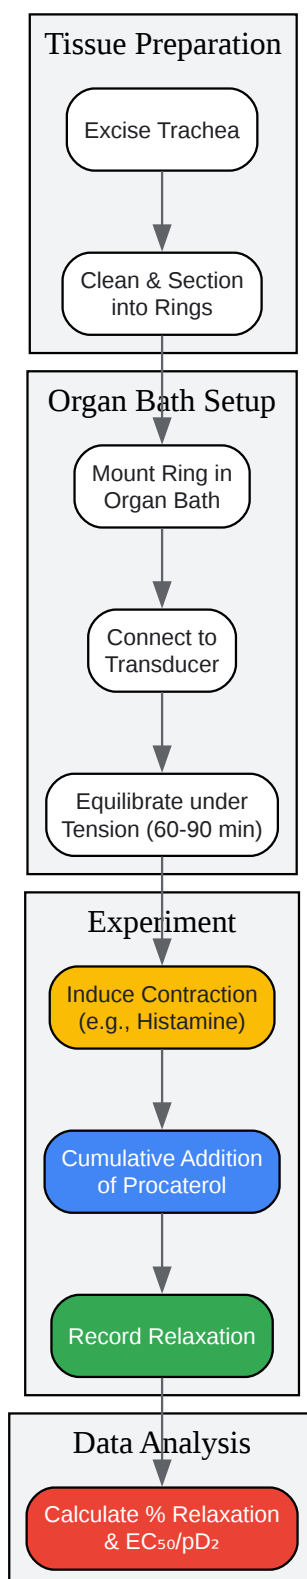 Tissue Preparation
Excise Trachea
Clean & Section
into Rings
Organ Bath Setup
Mount Ring in
Organ Bath
Connect to
Transducer
Equilibrate under
Tension (60-90 min)
Experiment
Induce Contraction
(e.g., Histamine)
Cumulative Addition
of Procaterol
Record Relaxation
Data Analysis
Calculate % Relaxation
& EC₅₀/pD₂